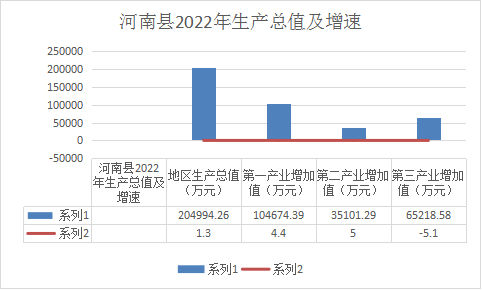 河南县2022年生产总值及增速
250000
200000
150000
100000
50000
0
-50000
河南县2022
年生产总值及
增速
地区生产总值
（万元）
第一产业增加
值（万元）
第二产业增加
值（万元）
第三产业增加
值（万元）
系列1 204994.26 104674.39 35101.29 65218.58
系列2 1.3 4.4 5 -5.1
系列1 系列2